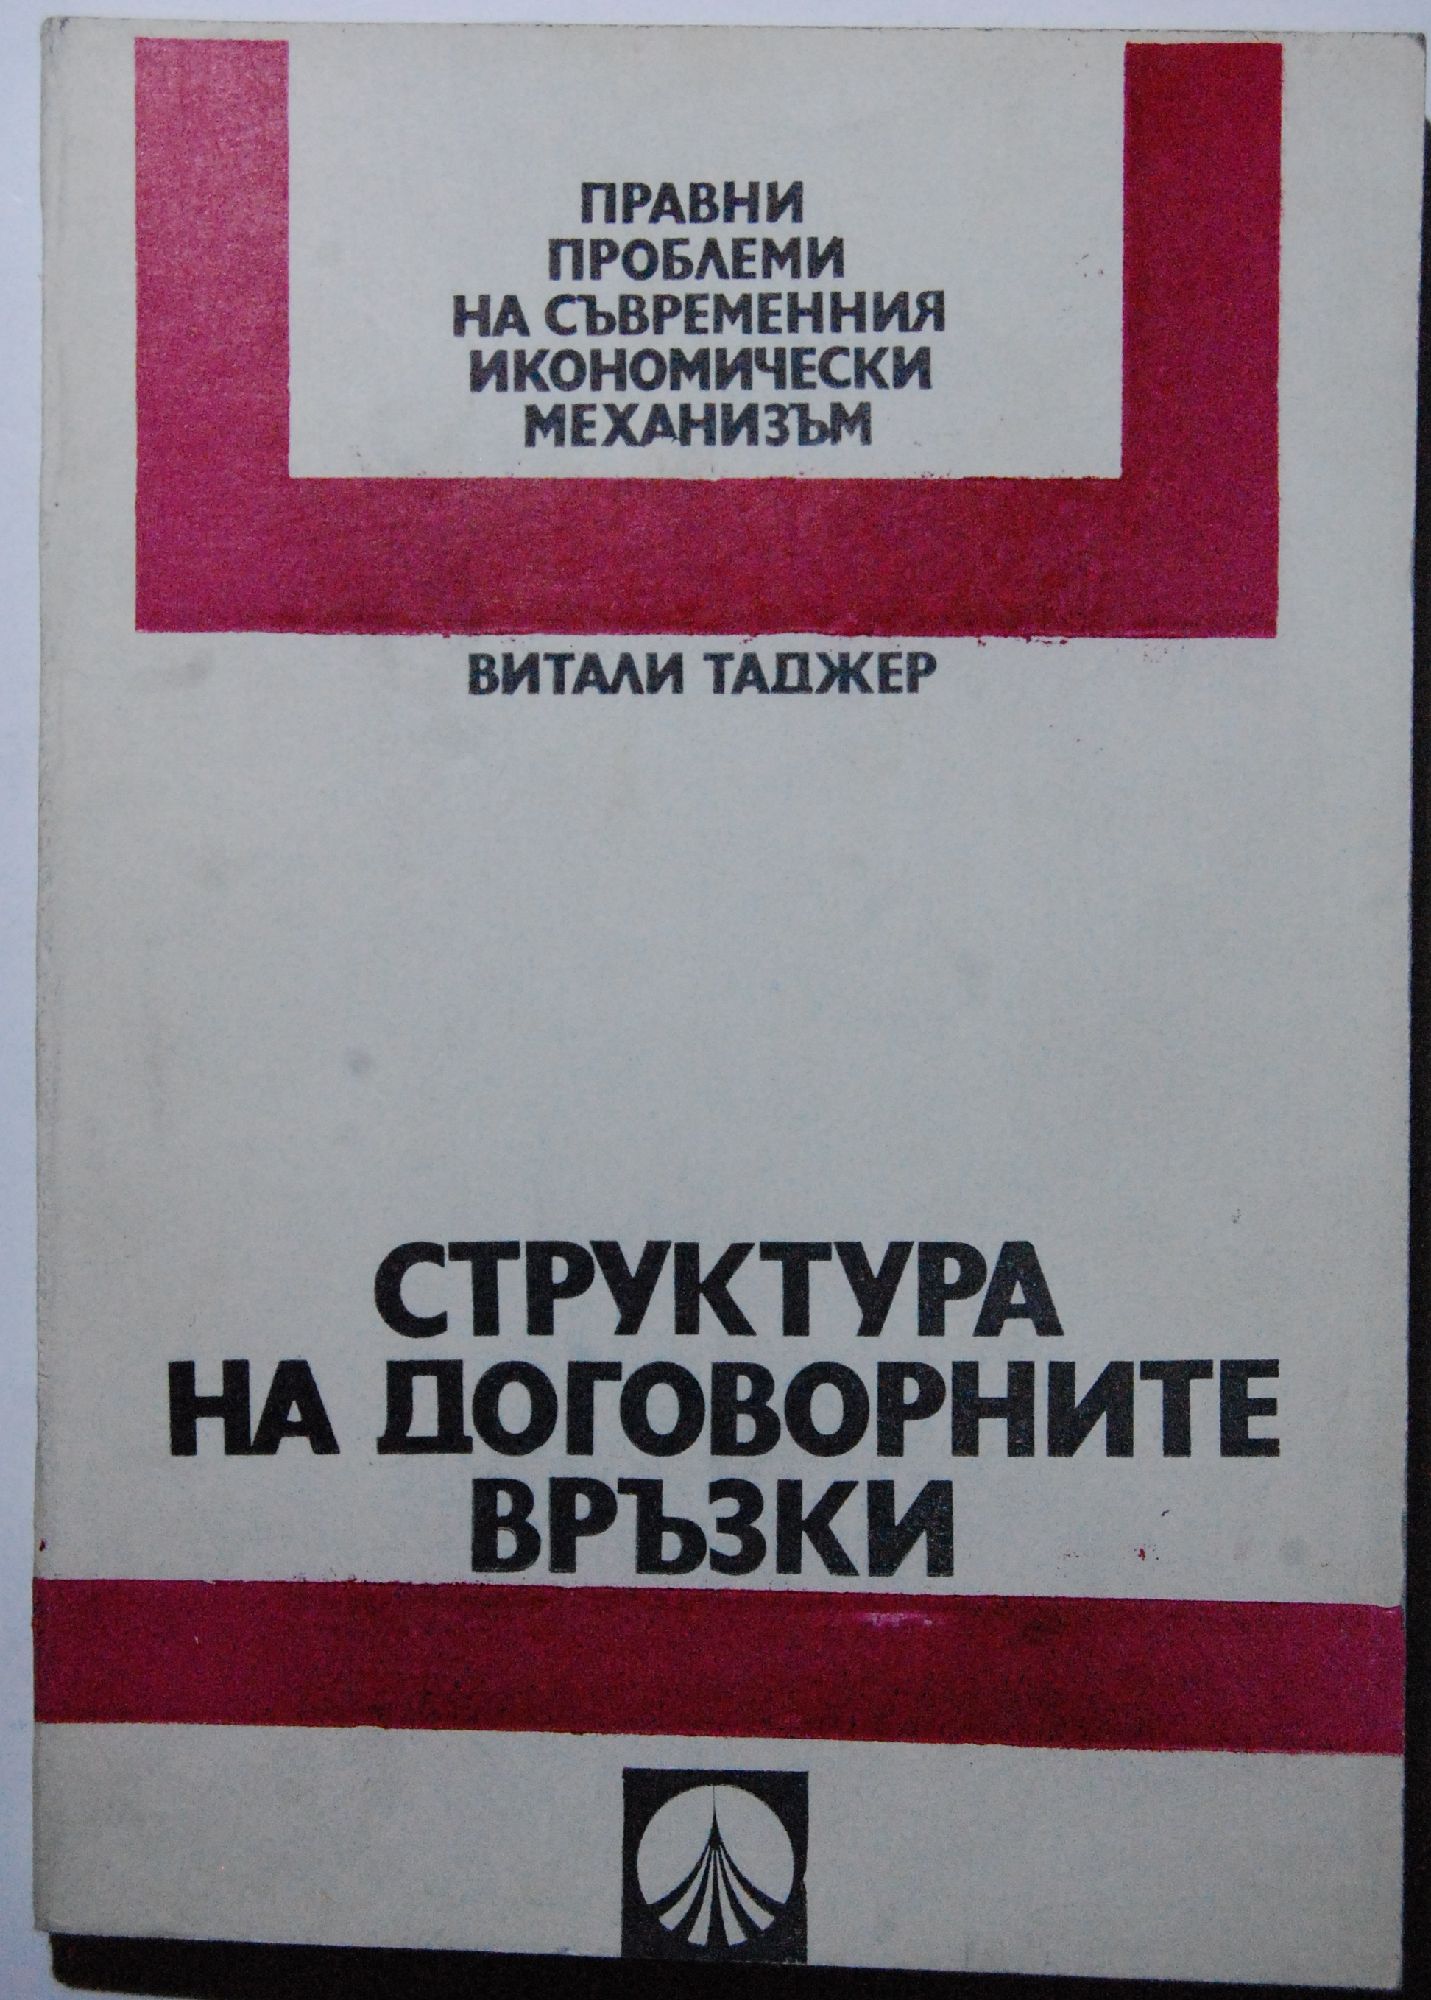 ПРАВНИ
ПРОБЛЕМИ
НА СЪВРЕМЕННИЯ
ИКОНОМИЧЕСКИ
МЕХАНИЗЪМ
ВИТАЛИ ТАДЖЕР
СТРУКТУРА
НА ДОГОВОРНИТЕ
ВРЪЗКИ